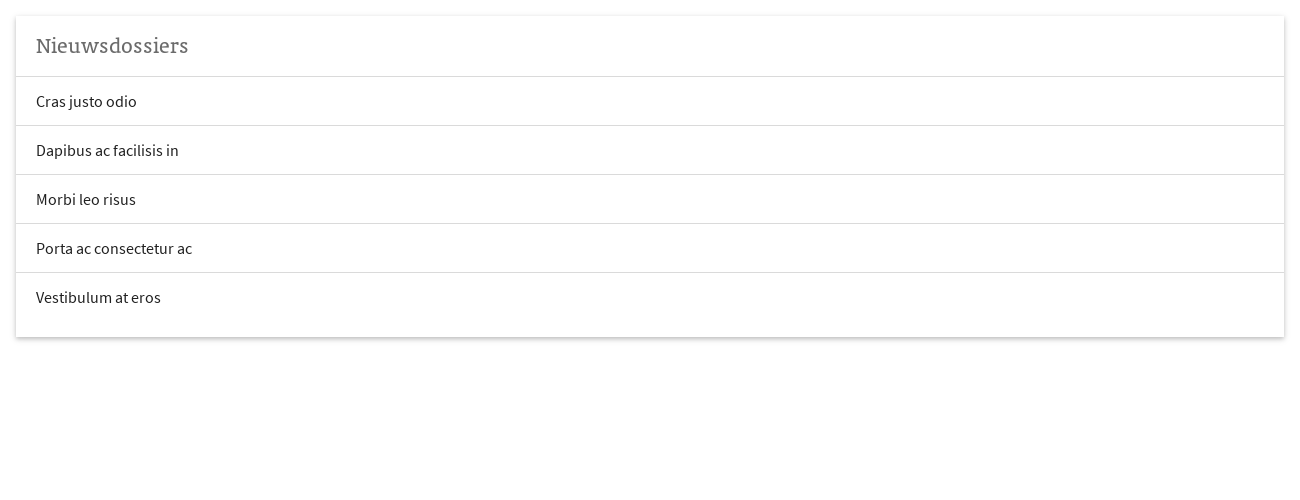 Nieuwsdossiers
Cras justo odio
Dapibus ac facilisis in
Morbi leo risus
Porta ac consectetur ac
Vestibulum at eros